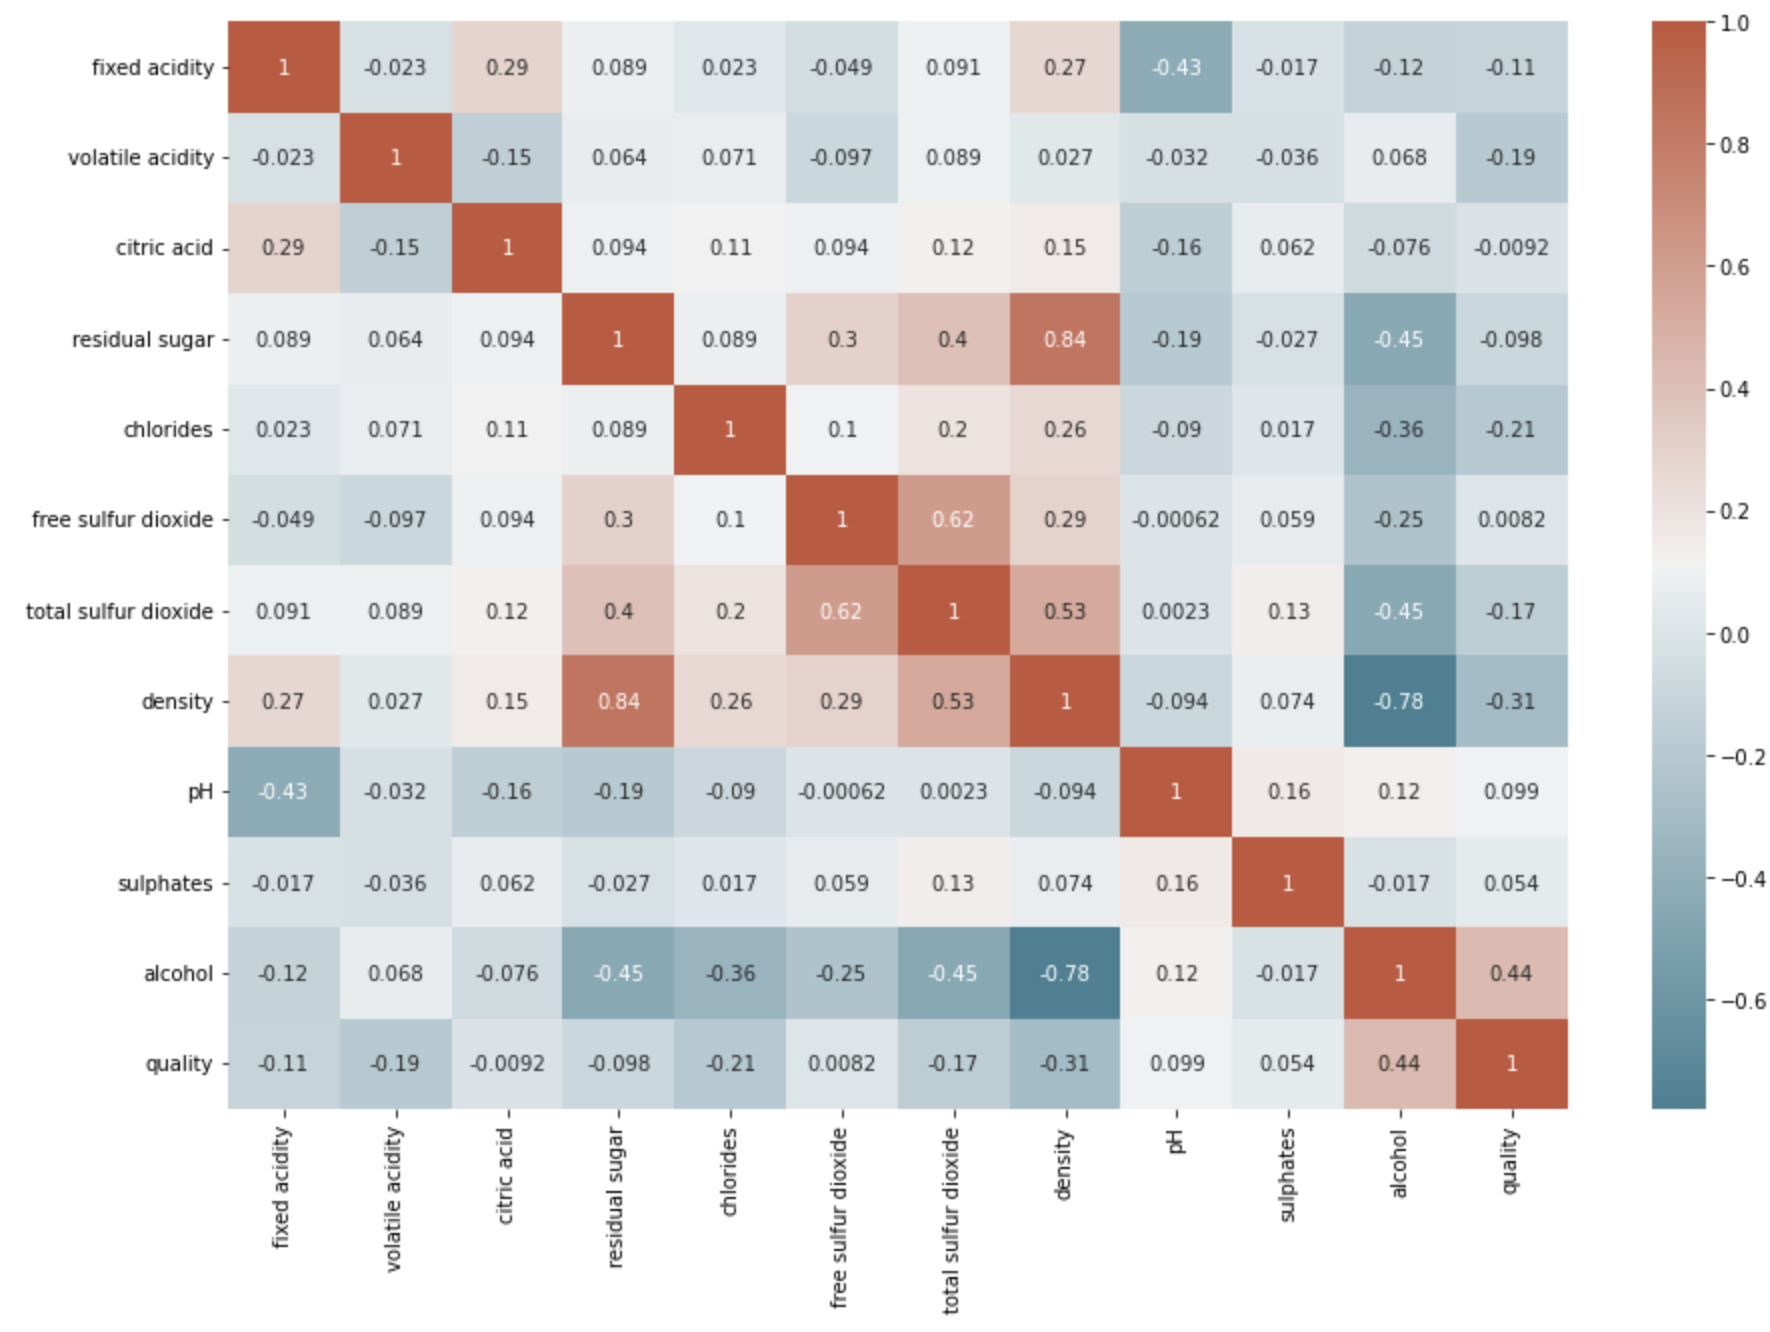 fixed acidity 1 -0.023 0.29 0.089 0.023 -0.049 0.091 0.27 -0.43 -0.017 -0.12 -0.11
volatile acidity -0.023 1 -0.15 0.064 0.071 -0.097 0.089 0.027 -0.032 -0.036 0.068 -0.19
citric acid 0.29 -0.15 1 0.094 0.11 0.094 0.12 0.15 -0.16 0.062 -0.076 -0.0092
residual sugar 0.089 0.064 0.094 1 0.089 0.3 0.4 0.84 -0.19 -0.027 -0.45 -0.098
chlorides 0.023 0.071 0.11 0.089 1 0.1 0.2 0.26 -0.09 0.017 -0.36 -0.21
free sulfur dioxide -0.049 -0.097 0.094 0.3 0.1 1 0.62 0.29 -0.00062 0.059 -0.25 0.0082
total sulfur dioxide 0.091 0.089 0.12 0.4 0.2 0.62 1 0.53 0.0023 0.13 -0.45 -0.17
density 0.27 0.027 0.15 0.84 0.26 0.29 0.53 1 -0.094 0.074 -0.78 -0.31
pH -0.43 -0.032 -0.16 -0.19 -0.09 -0.00062 0.0023 -0.094 1 0.16 0.12 0.099
sulphates -0.017 -0.036 0.062 -0.027 0.017 0.059 0.13 0.074 0.16 1 -0.017 0.054
alcohol -0.12 0.068 -0.076 -0.45 -0.36 -0.25 -0.45 -0.78 0.12 -0.017 1 0.44
quality -0.11 -0.19 -0.0092 -0.098 -0.21 0.0082 -0.17 -0.31 0.099 0.054 0.44 1
fixed acidity
volatile acidity
citric acid
residual sugar
chlorides
free sulfur dioxide
total sulfur dioxide
density
pH
sulphates
alcohol
quality
1.0
0.8
0.6
0.4
0.2
0.0
−0.2
−0.4
−0.6